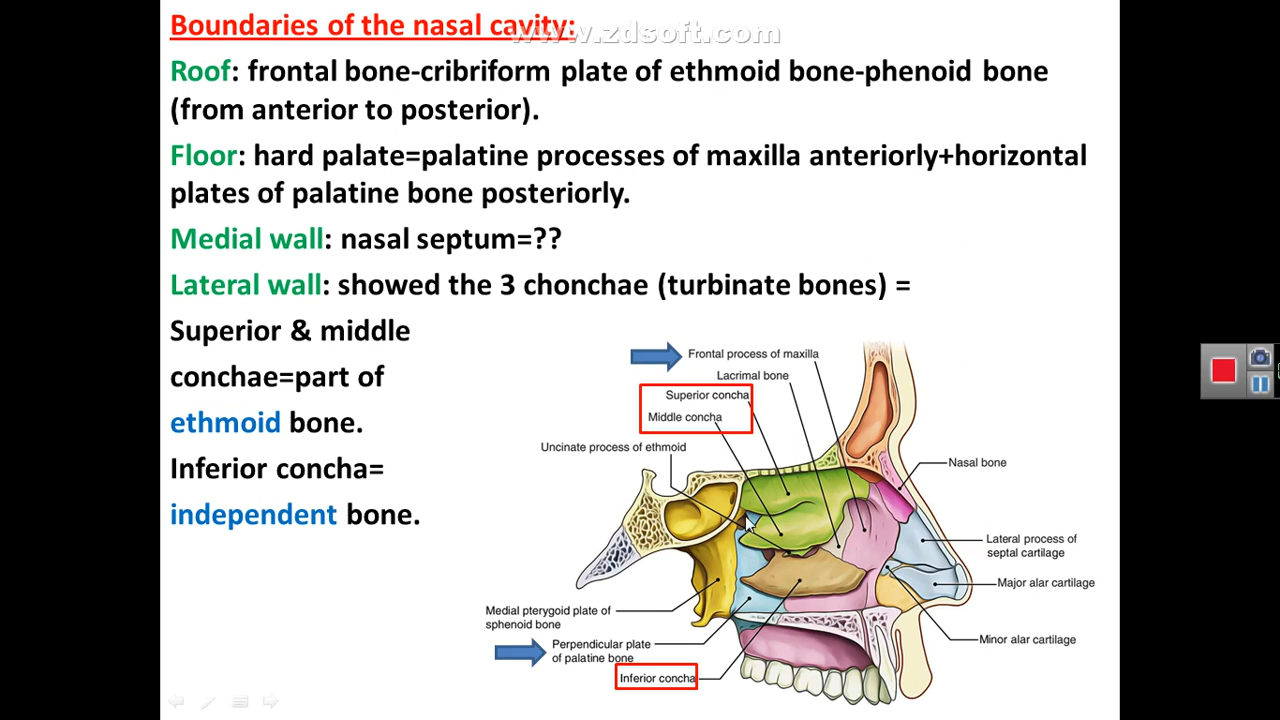 Boundaries of the nasal cavity:
www.zdsoft.com
Roof: frontal bone-cribriform plate of ethmoid bone-phenoid bone
(from anterior to posterior).
Floor: hard palate=palatine processes of maxilla anteriorly+horizontal
plates of palatine bone posteriorly.
Medial wall: nasal septum=??
Lateral wall: showed the 3 chonchae (turbinate bones) =
Superior & middle
conchae=part of
ethmoid bone.
Inferior concha=
independent bone.
Frontal process of maxilla
Lacrimal bone
Superior concha
Middle concha
Uncinate process of ethmoid
Nasal bone
Lateral process of
septal cartilage
Major alar cartilage
Medial pterygoid plate of
sphenoid bone
Minor alar cartilage
Perpendicular plate
of palatine bone
Inferior concha